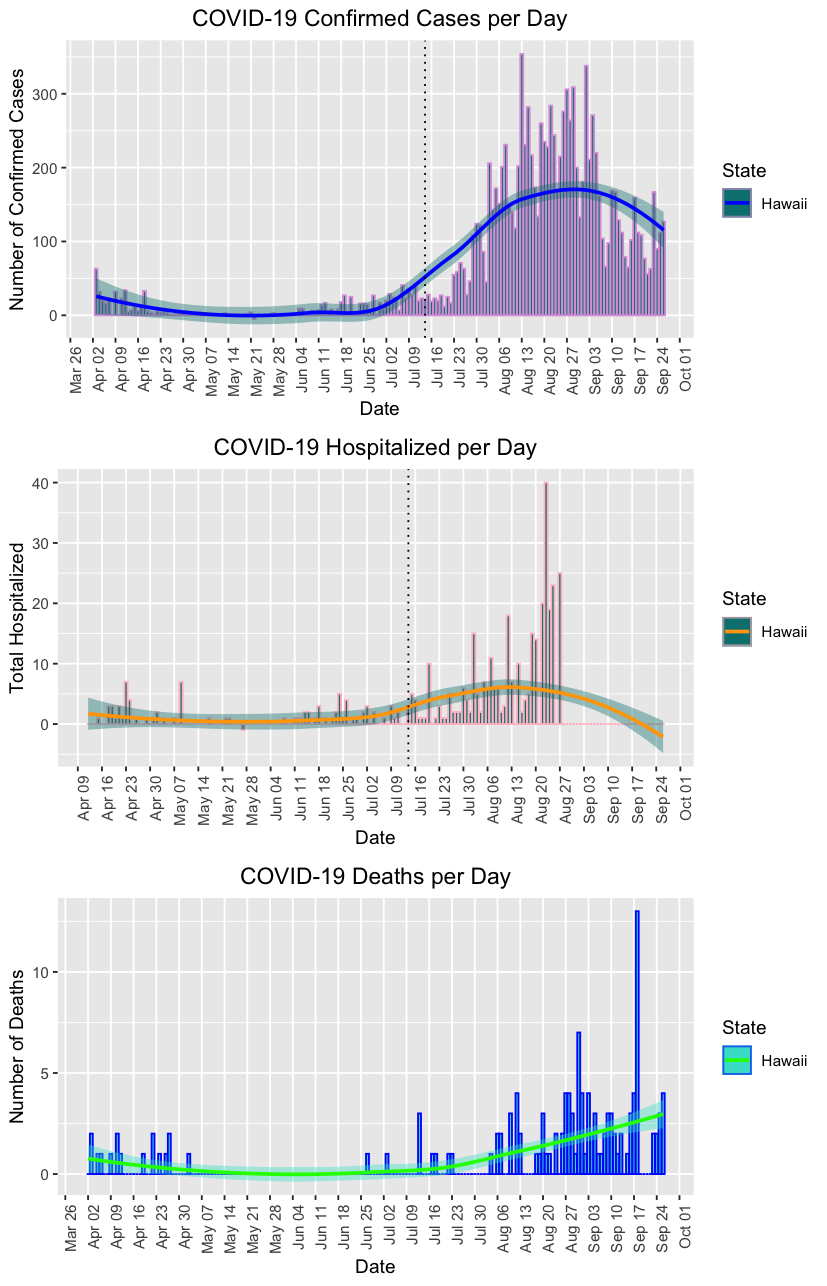 COVID-19 Confirmed Cases per Day
Number of Confirmed Cases
300
200
100
0
Mar 26
Apr 02
Apr 09
Apr 16
Apr 23
Apr 30
May 07
May 14
May 21
May 28
Jun 04
Jun 11
Jun 18
Jun 25
Jul 02
Jul 09
Jul 16
Jul 23
Jul 30
Aug 06
Aug 13
Aug 20
Aug 27
Sep 03
Sep 10
Sep 17
Sep 24
Oct 01
Date
State
Hawaii
COVID-19 Hospitalized per Day
Total Hospitalized
40
30
20
10
0
Apr 09
Apr 16
Apr 23
Apr 30
May 07
May 14
May 21
May 28
Jun 04
Jun 11
Jun 18
Jun 25
Jul 02
Jul 09
Jul 16
Jul 23
Jul 30
Aug 06
Aug 13
Aug 20
Aug 27
Sep 03
Sep 10
Sep 17
Sep 24
Oct 01
Date
State
Hawaii
COVID-19 Deaths per Day
Number of Deaths
10
5
0
Mar 26
Apr 02
Apr 09
Apr 16
Apr 23
Apr 30
May 07
May 14
May 21
May 28
Jun 04
Jun 11
Jun 18
Jun 25
Jul 02
Jul 09
Jul 16
Jul 23
Jul 30
Aug 06
Aug 13
Aug 20
Aug 27
Sep 03
Sep 10
Sep 17
Sep 24
Oct 01
Date
State
Hawaii